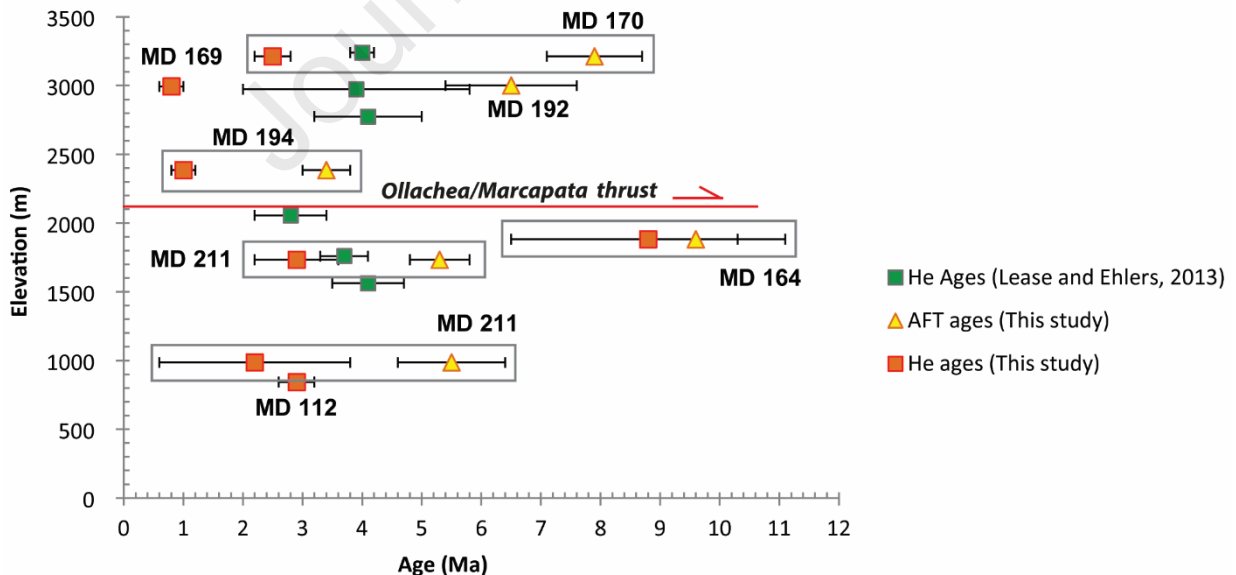 Jour
3500
3000
2500
2000
1500
1000
500
0
Elevation (m)
MD 170
MD 169
MD 192
MD 194
Ollachea/Marcapata thrust
MD 211
MD 164
MD 211
MD 112
0 1 2 3 4 5 6 7 8 9 10 11 12
Age (Ma)
He Ages (Lease and Ehlers, 2013)
AFT ages (This study)
He ages (This study)